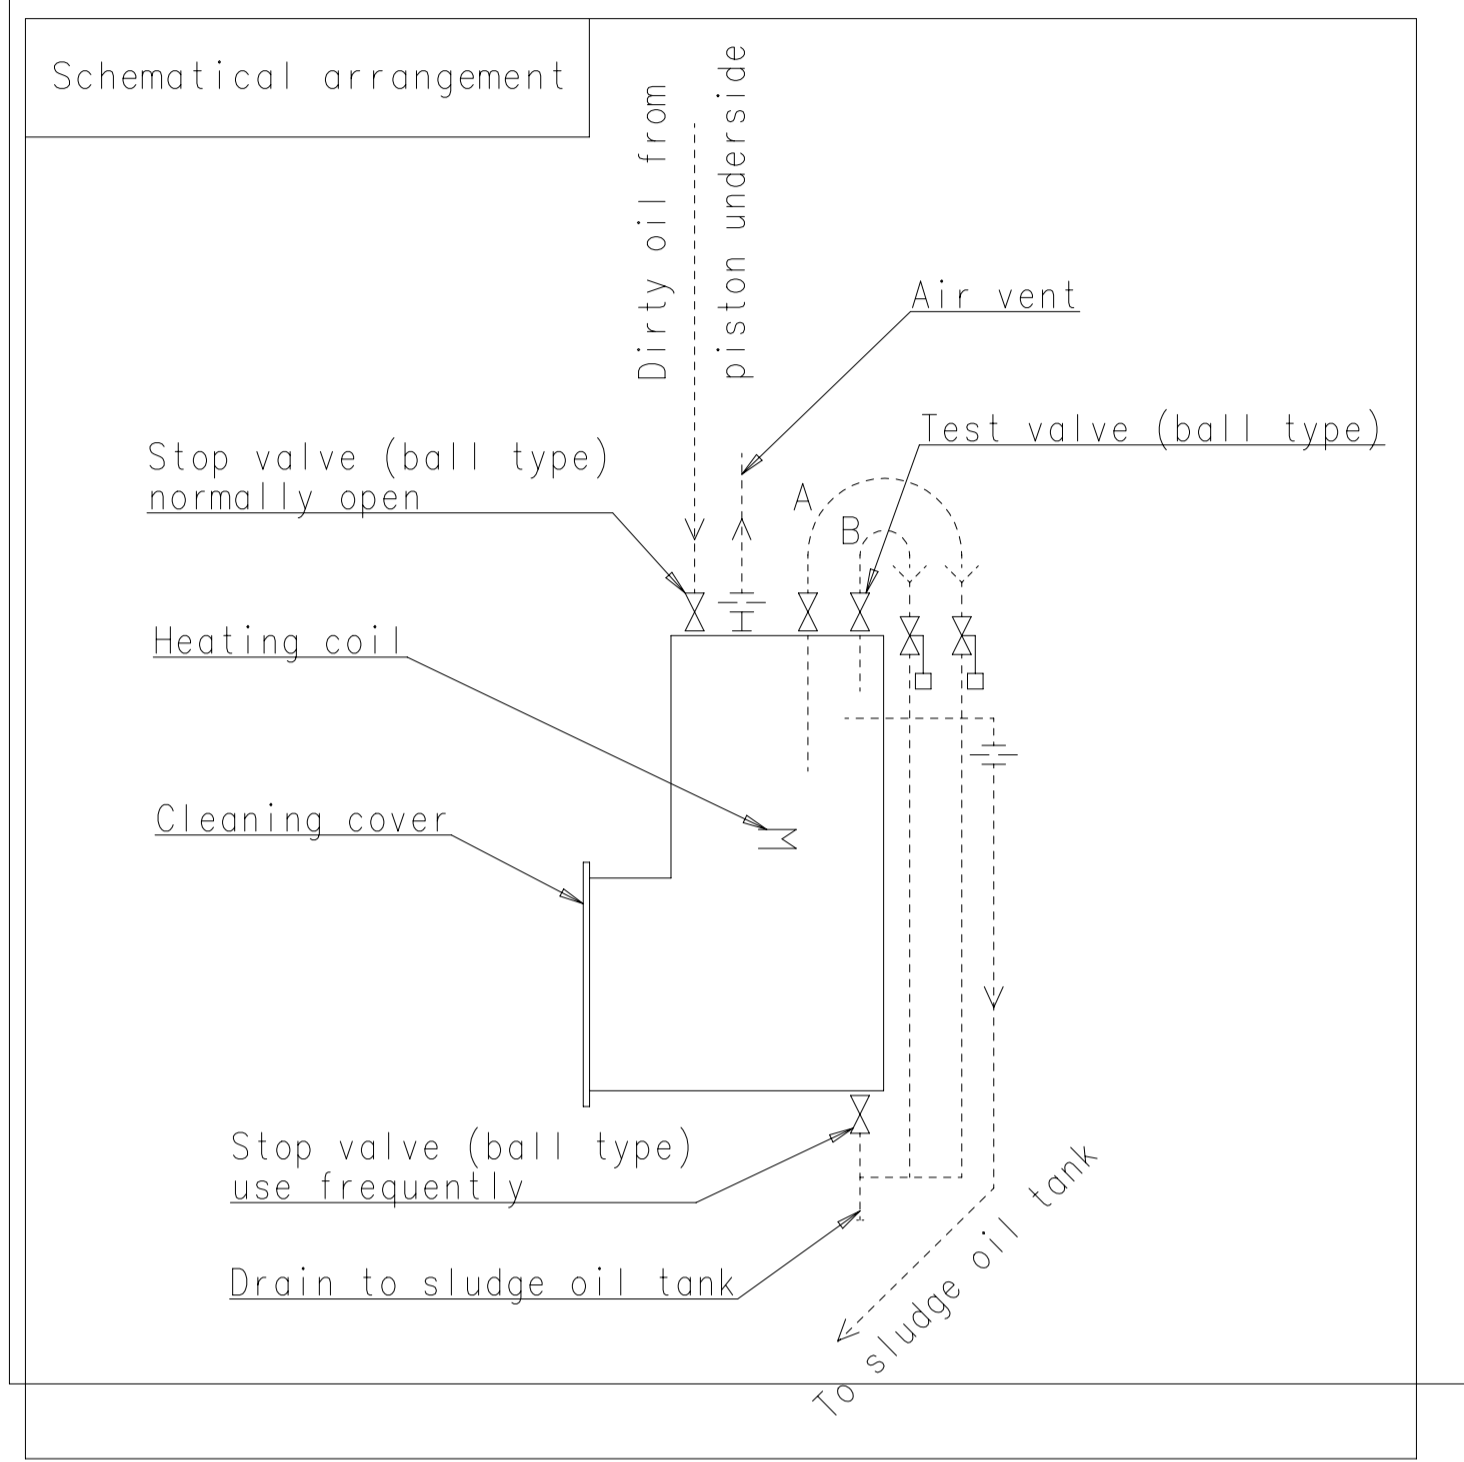 Schematical arrangement
Dirty oil from
piston underside
Air vent
Test valve (ball type)
Stop valve (ball type)
normally open
A
B
Heating coil
Cleaning cover
Stop valve (ball type)
use frequently
Drain to sludge oil tank
To sludge oil tank